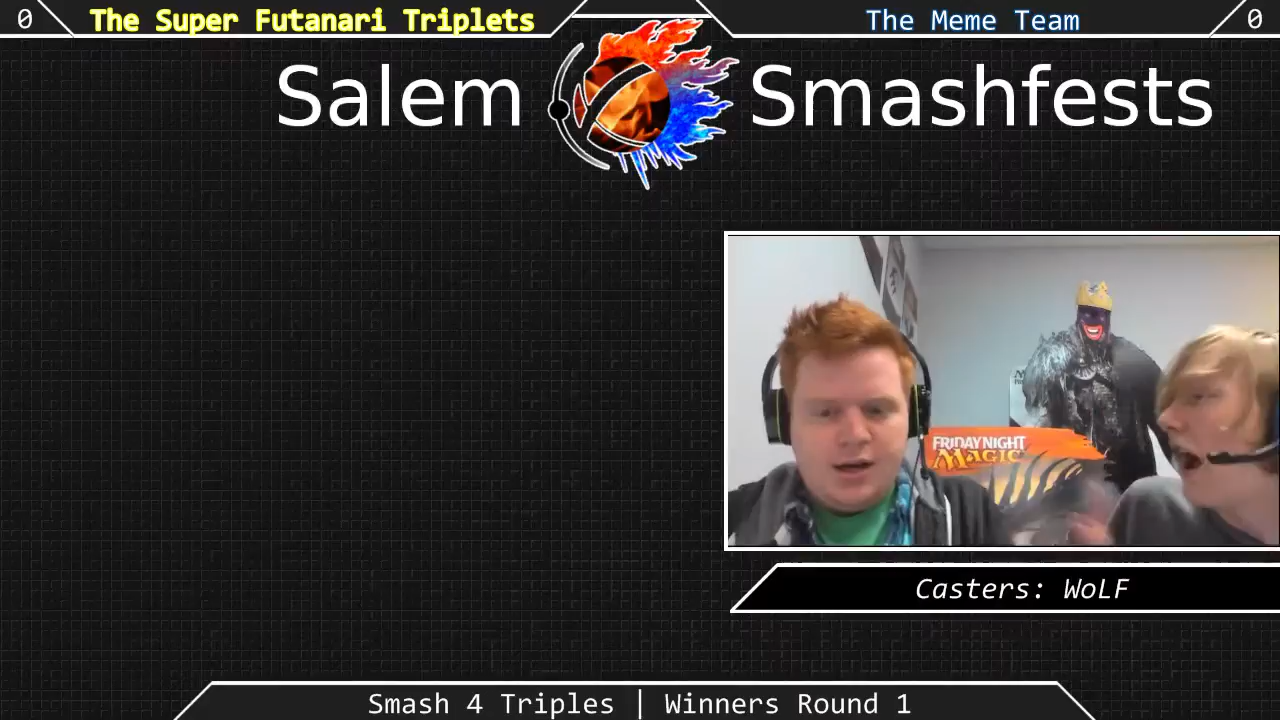 0
The Super Futanari Triplets
The Meme Team
0
Salem Smashfests
FRIDAY NIGHT
MAGIC
Casters: WoLF
Smash 4 Triples | Winners Round 1